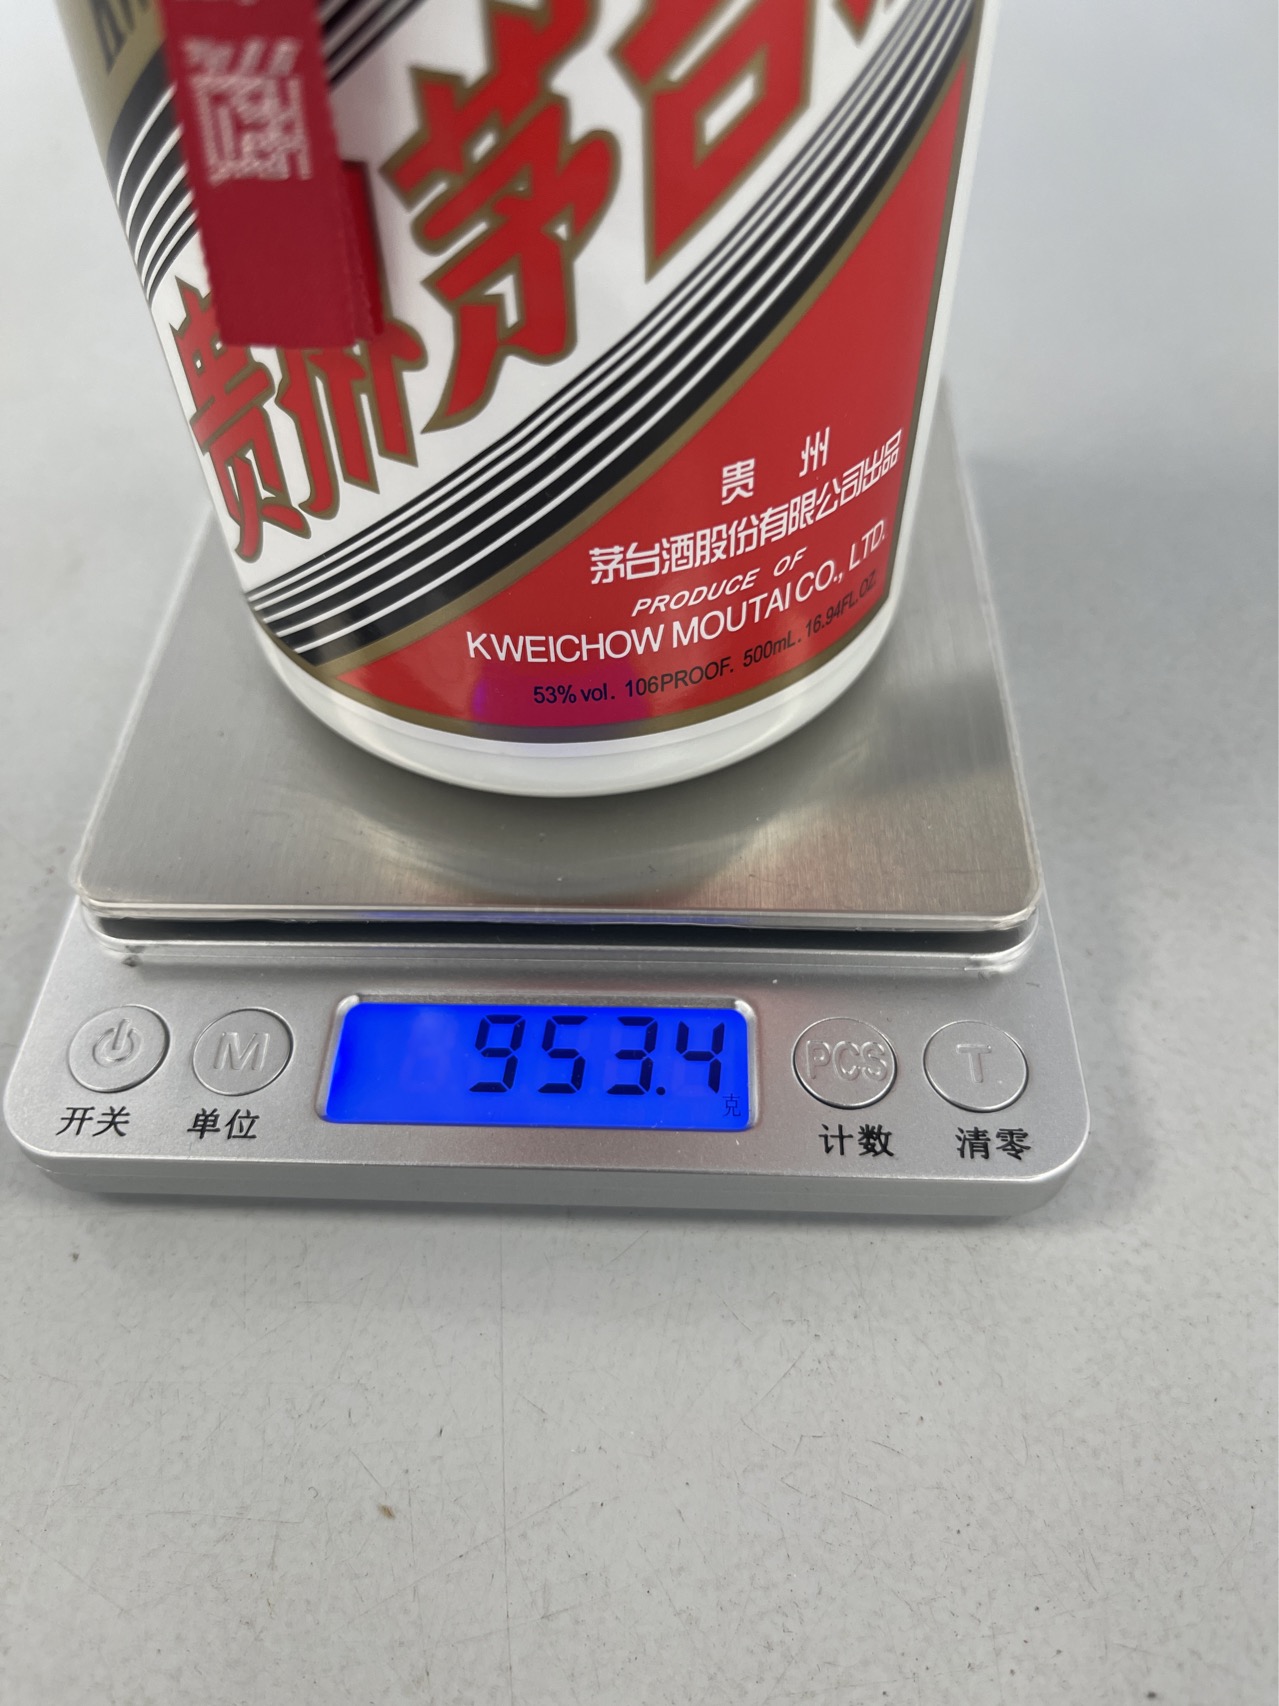 贵州
茅台
贵州
茅台酒股份有限公司出品
PRODUCE OF
KWEICHOW MOUTAI CO., LTD.
53% vol. 106PROOF. 500mL. 16.94FL.OZ.
953.4
克
M
PCS
T
开关
单位
计数
清零